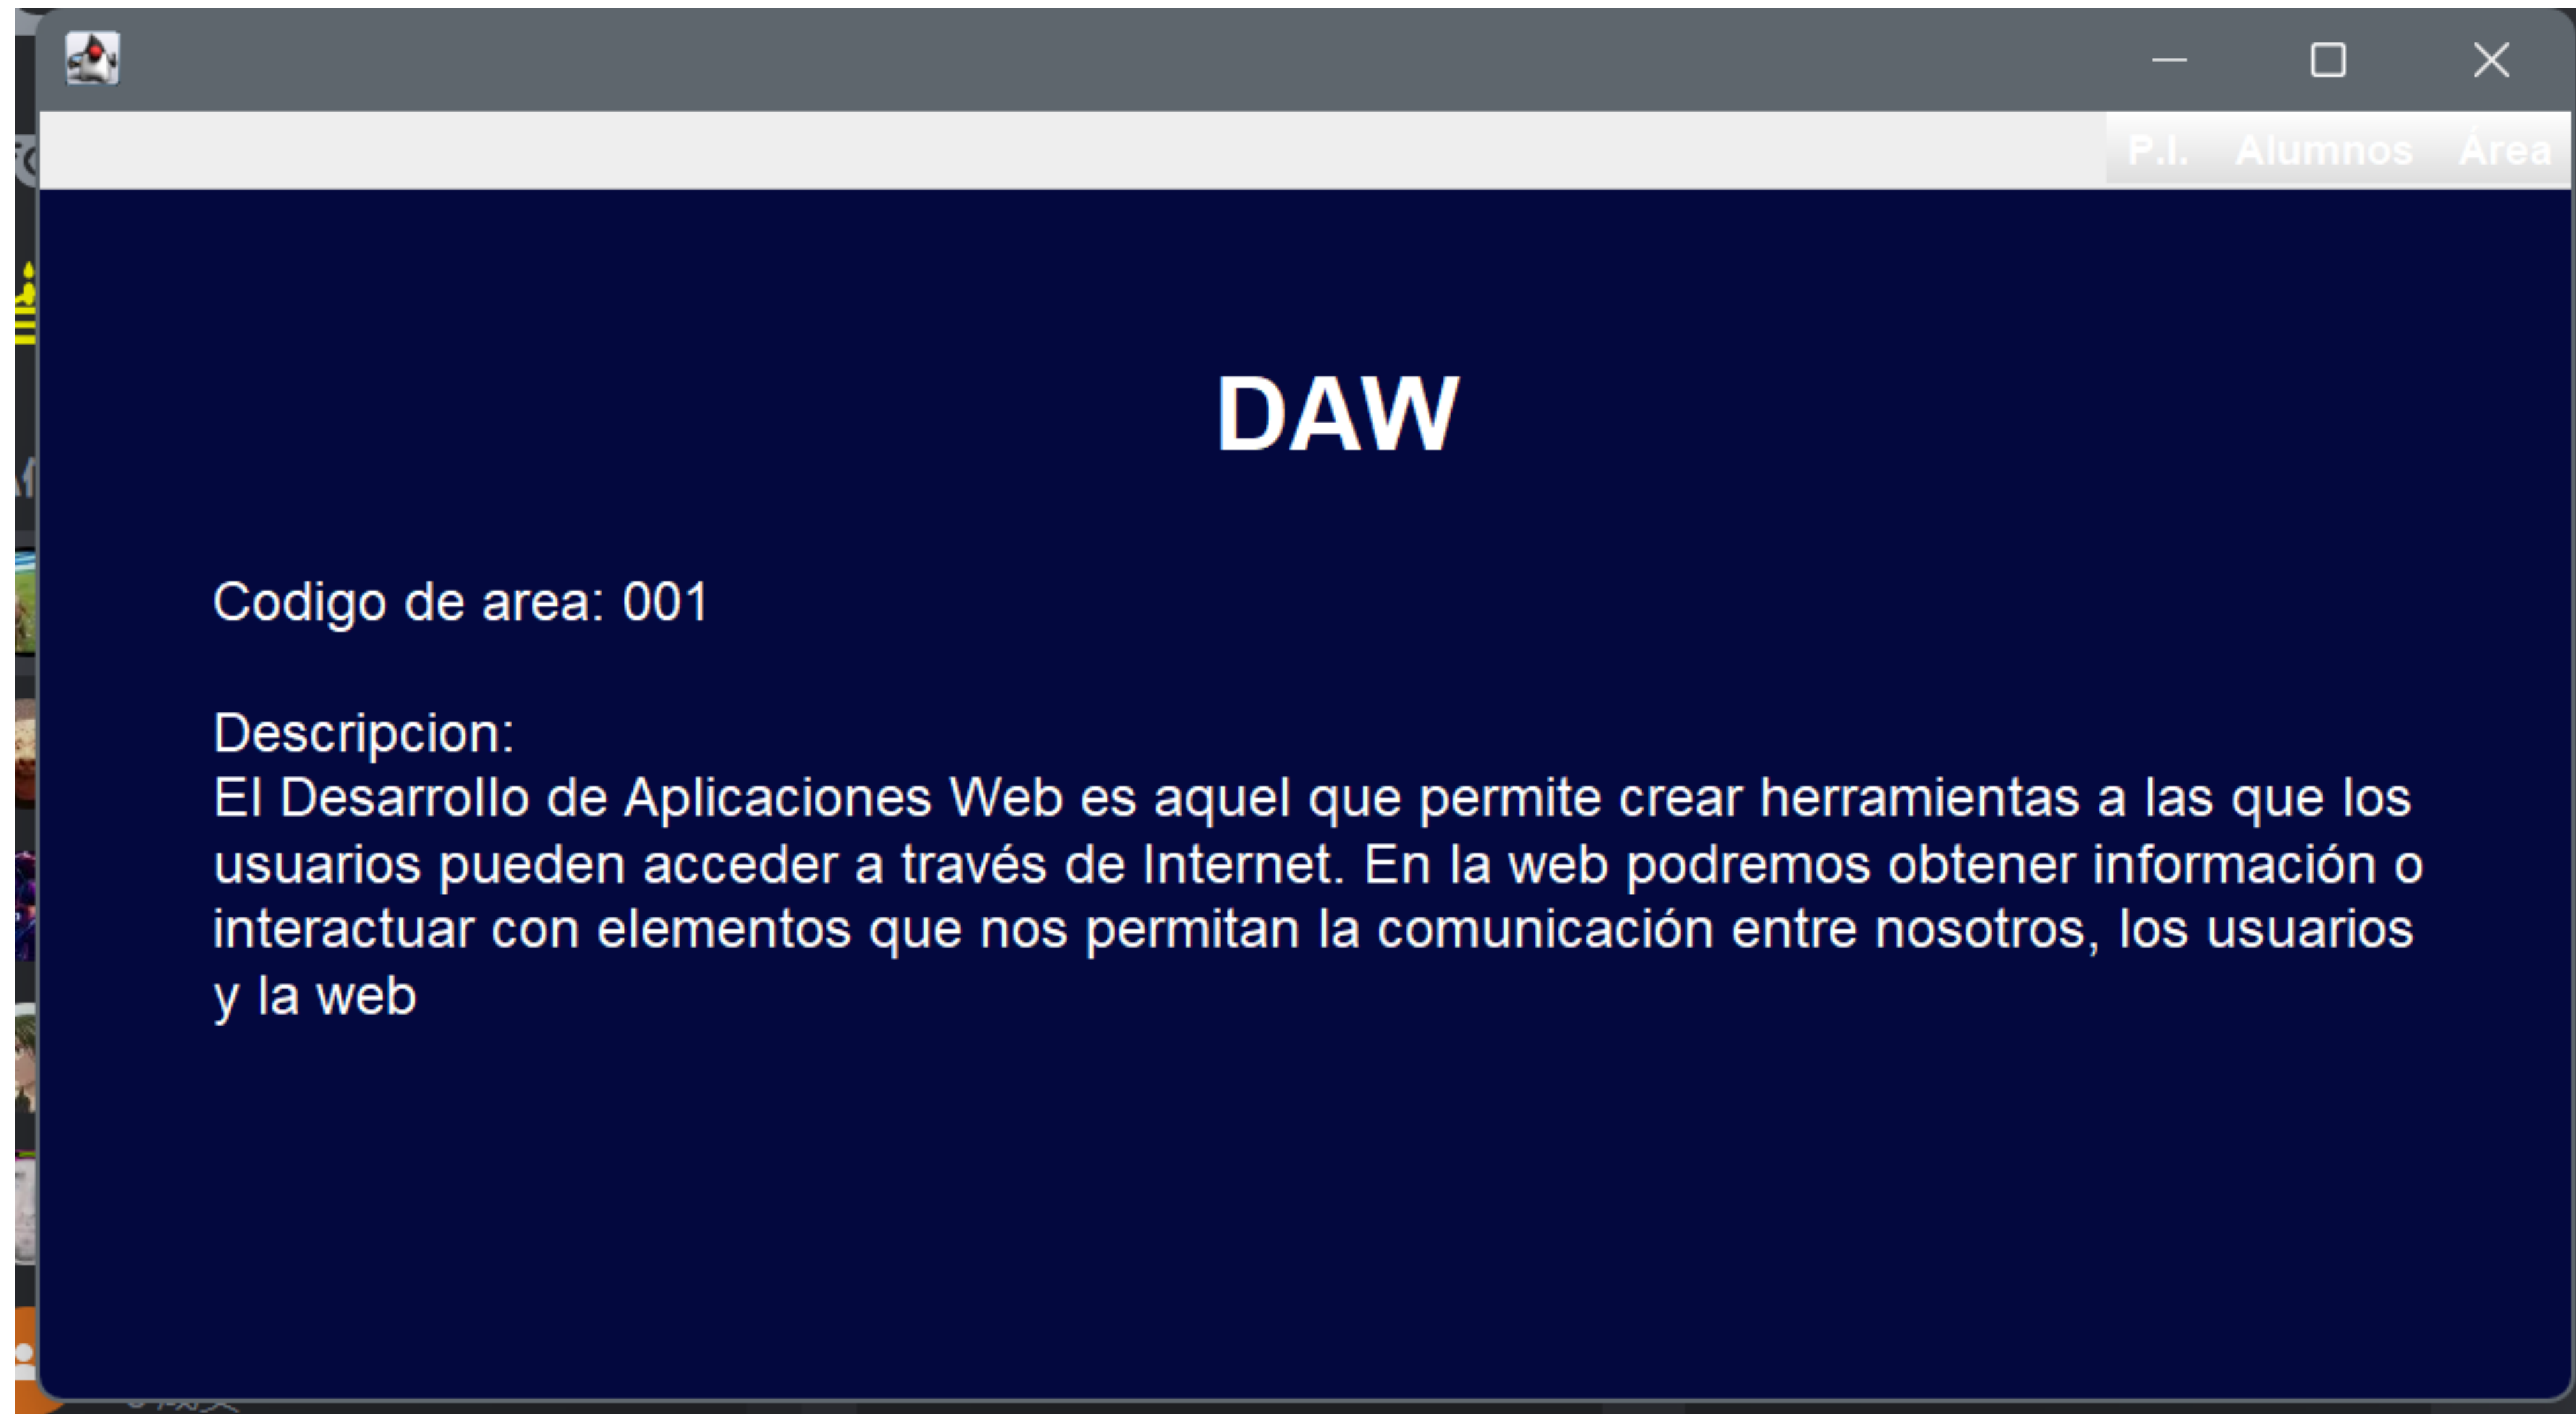 P.I. Alumnos Área
DAW
Codigo de area: 001
Descripcion:
El Desarrollo de Aplicaciones Web es aquel que permite crear herramientas a las que los
usuarios pueden acceder a través de Internet. En la web podremos obtener información o
interactuar con elementos que nos permitan la comunicación entre nosotros, los usuarios
y la web